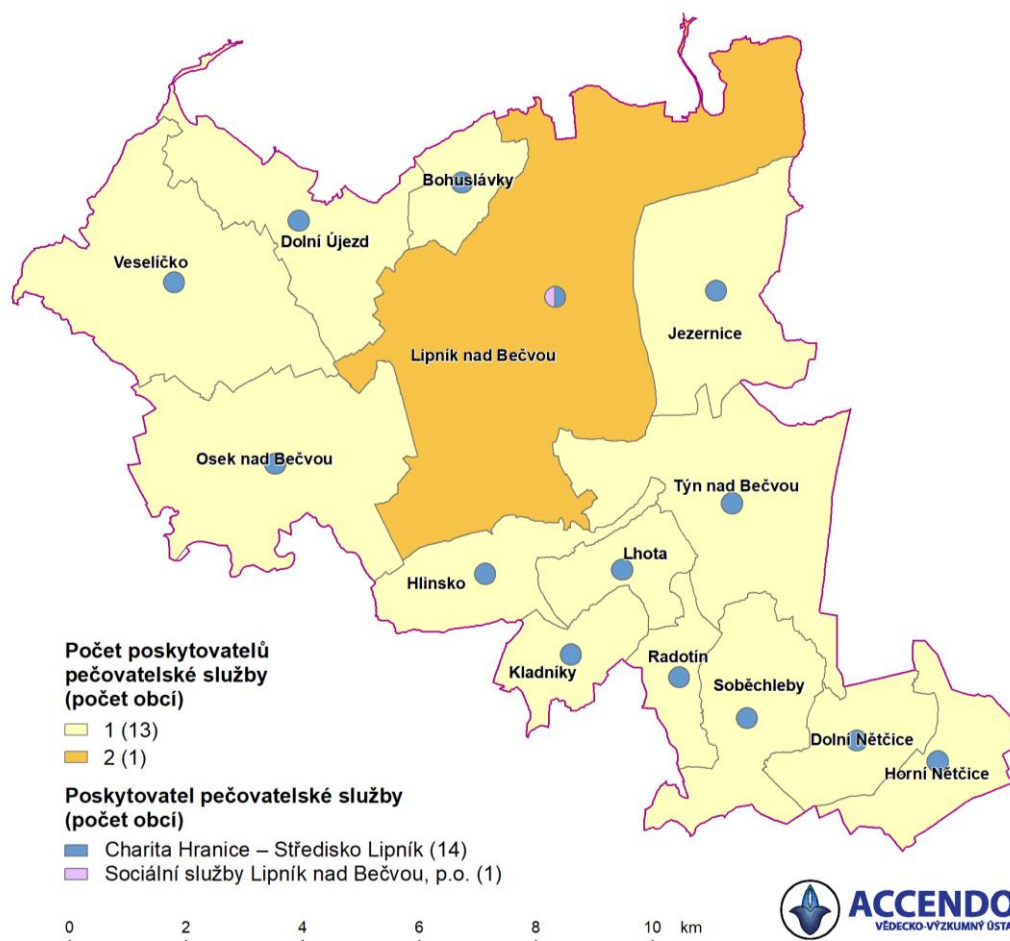 Bohuslávky
Dolní Újezd
Veselíčko
Jezernice
Lipník nad Bečvou
Osek nad Bečvou
Týn nad Bečvou
Lhota
Hlinsko
Radotín
Kladníky
Soběchleby
Dolní Nětčice
Horní Nětčice
Počet poskytovatelů
pečovatelské služby
(počet obcí)
1 (13)
2 (1)
Poskytovatel pečovatelské služby
(počet obcí)
Charita Hranice – Středisko Lipník (14)
Sociální služby Lipník nad Bečvou, p.o. (1)
0 2 4 6 8 10 km
ACCENDO
VĚDECKO-VÝZKUMNÝ ÚSTA